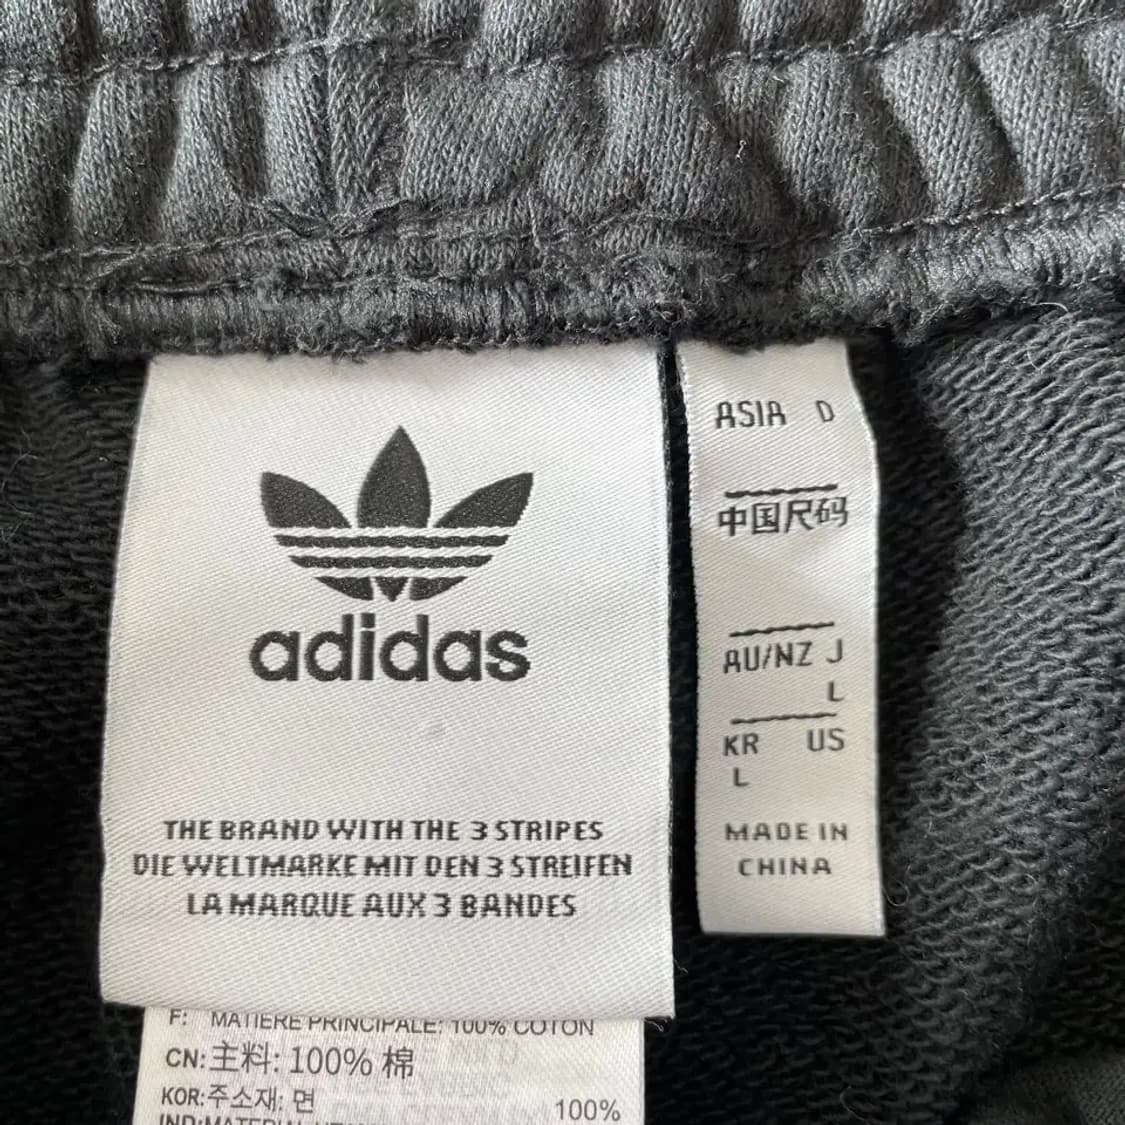 adidas
THE BRAND WITH THE 3 STRIPES
DIE WELTMARKE MIT DEN 3 STREIFEN
LA MARQUE AUX 3 BANDES
F: MATIERE PRINCIPALE: 100% COTON
CN: 主料: 100% 棉
KOR: 주소재: 면 100%
ASIA D
中国尺码
AU/NZ J
L
KR US
L
MADE IN
CHINA